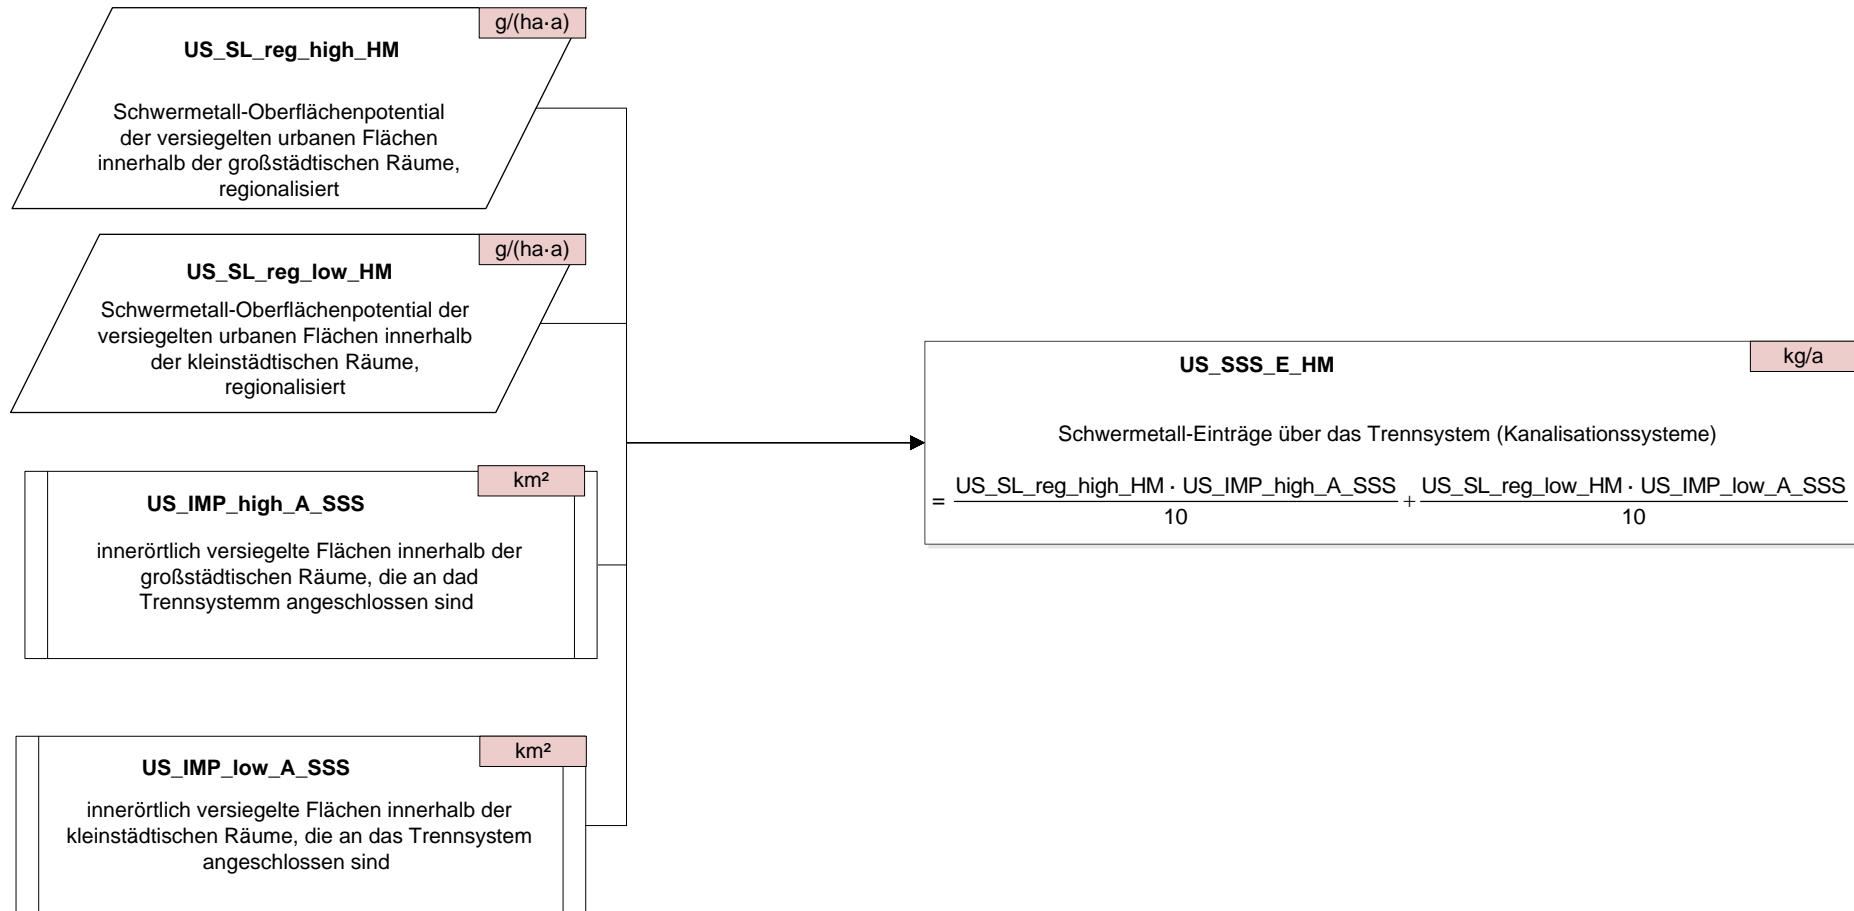 g/(ha·a)
US_SL_reg_high_HM
Schwermetall-Oberflächenpotential
der versiegelten urbanen Flächen
innerhalb der großstädtischen Räume,
regionalisiert
g/(ha·a)
US_SL_reg_low_HM
Schwermetall-Oberflächenpotential der
versiegelten urbanen Flächen innerhalb
der kleinstädtischen Räume,
regionalisiert
km²
US_IMP_high_A_SSS
innerörtlich versiegelte Flächen innerhalb der
großstädtischen Räume, die an dad
Trennsystemm angeschlossen sind
km²
US_IMP_low_A_SSS
innerörtlich versiegelte Flächen innerhalb der
kleinstädtischen Räume, die an das Trennsystem
angeschlossen sind
kg/a
US_SSS_E_HM
Schwermetall-Einträge über das Trennsystem (Kanalisationssysteme)
= US_SL_reg_high_HM · US_IMP_high_A_SSS + US_SL_reg_low_HM · US_IMP_low_A_SSS
10 10